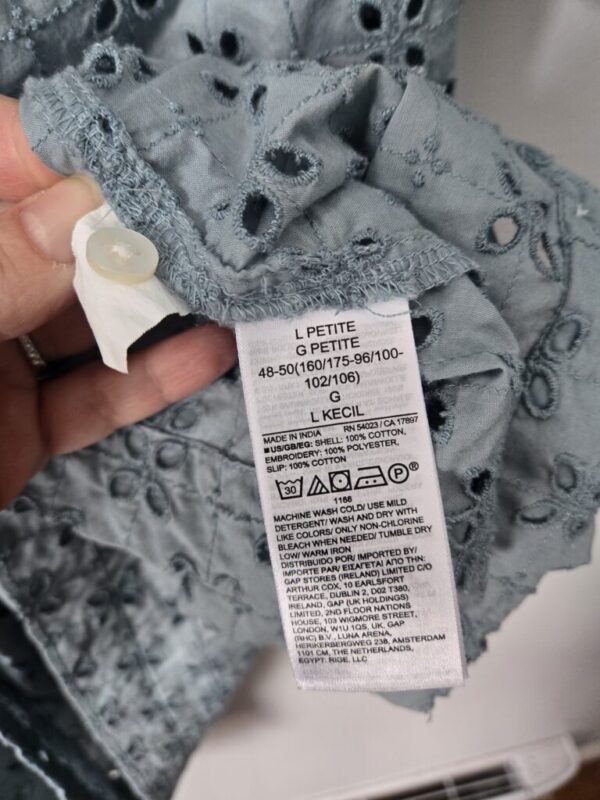 L PETITE
G PETITE
48-50(160/175-96/100-
102/106)
G
L KECIL
MADE IN INDIA RN 54023 / CA 17897
■US/GB/EG: SHELL: 100% COTTON,
EMBROIDERY: 100% POLYESTER,
SLIP: 100% COTTON
30 P®
1166
MACHINE WASH COLD/ USE MILD
DETERGENT/ WASH AND DRY WITH
LIKE COLORS/ ONLY NON-CHLORINE
BLEACH WHEN NEEDED/ TUMBLE DRY
LOW/ WARM IRON
DISTRIBUIDO POR/ IMPORTED BY/
IMPORTE PAR/ ΕΙΣΑΓΕΤΑΙ ΑΠΟ ΤΗΝ:
GAP STORES (IRELAND) LIMITED C/O
ARTHUR COX, 10 EARLSFORT
TERRACE, DUBLIN 2, D02 T380,
IRELAND, GAP (UK HOLDINGS)
LIMITED, 2ND FLOOR NATIONS
HOUSE, 103 WIGMORE STREET,
LONDON, W1U 1QS, UK, GAP
(RHC) B.V., LUNA ARENA,
HERIKERBERGWEG 238, AMSTERDAM
1101 CM, THE NETHERLANDS,
EGYPT: RIGE, LLC